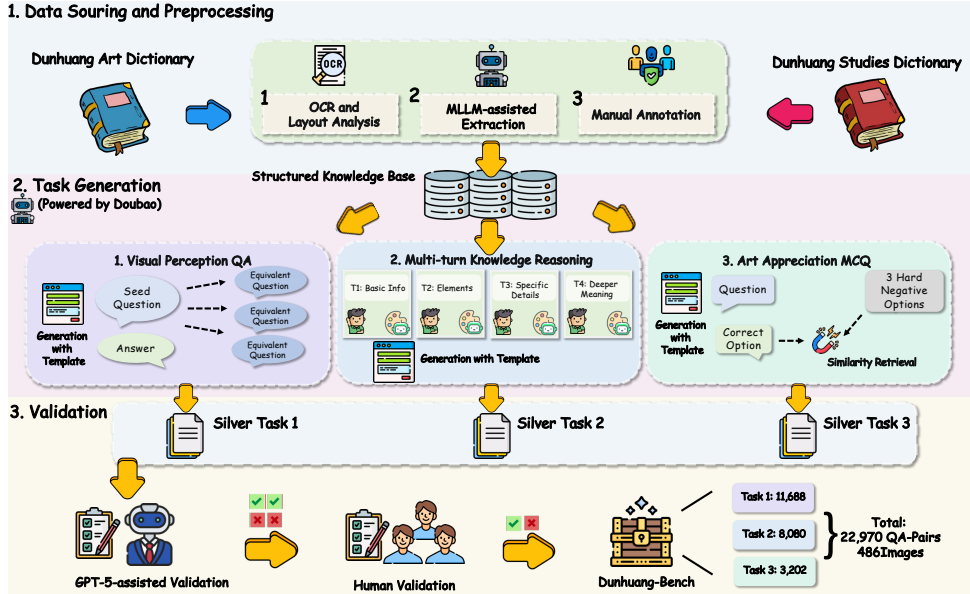 1. Data Souring and Preprocessing
Dunhuang Art Dictionary
OCR
1
OCR and
Layout Analysis
2
MLLM-assisted
Extraction
3
Manual Annotation
Dunhuang Studies Dictionary
2. Task Generation
(Powered by Doubao)
Structured Knowledge Base
1. Visual Perception QA
Seed
Question
Answer
Generation
with
Template
Equivalent
Question
Equivalent
Question
Equivalent
Question
2. Multi-turn Knowledge Reasoning
T1: Basic Info
T2: Elements
T3: Specific
Details
T4: Deeper
Meaning
Generation with Template
3. Art Appreciation MCQ
Generation
with
Template
Question
Correct
Option
3 Hard
Negative
Options
Similarity Retrieval
3. Validation
Silver Task 1
Silver Task 2
Silver Task 3
GPT-5-assisted Validation
Human Validation
Dunhuang-Bench
Task 1: 11,688
Task 2: 8,080
Task 3: 3,202
Total:
22,970 QA-Pairs
486Images